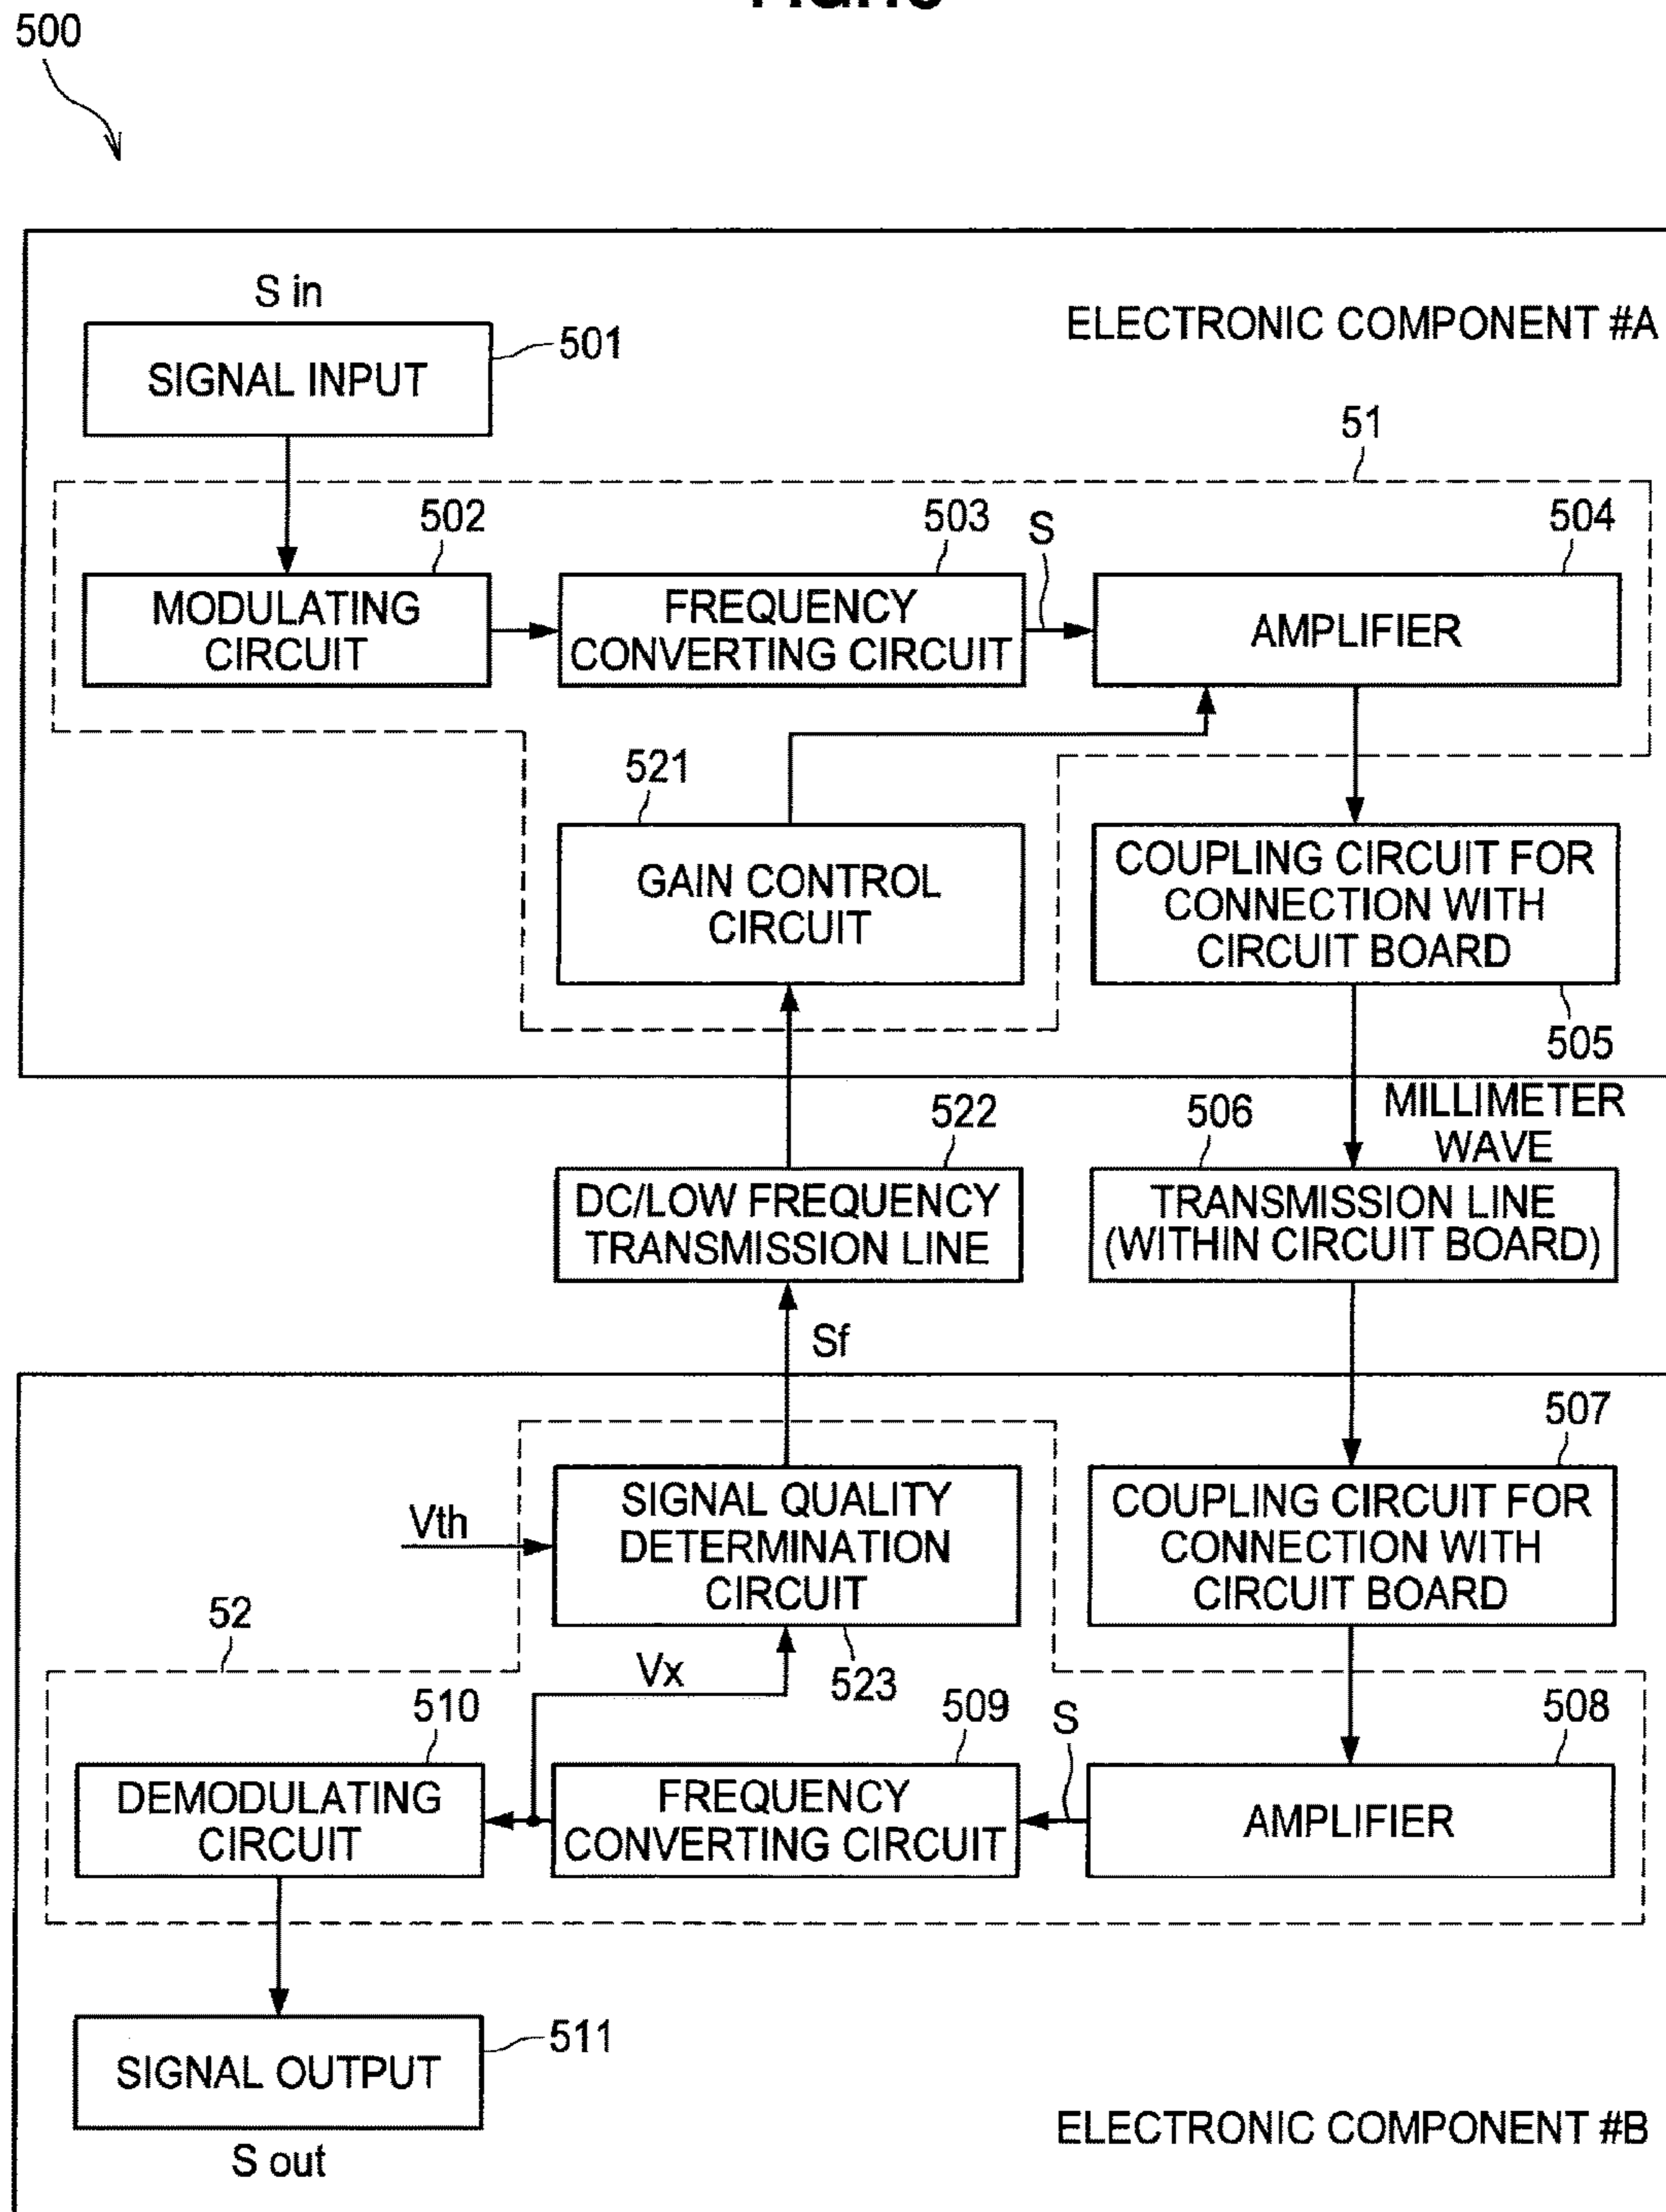 500
S in
SIGNAL INPUT
501
ELECTRONIC COMPONENT #A
51
502
503
S
504
MODULATING
CIRCUIT
FREQUENCY
CONVERTING CIRCUIT
AMPLIFIER
521
GAIN CONTROL
CIRCUIT
COUPLING CIRCUIT FOR
CONNECTION WITH
CIRCUIT BOARD
505
MILLIMETER
WAVE
522
506
DC/LOW FREQUENCY
TRANSMISSION LINE
TRANSMISSION LINE
(WITHIN CIRCUIT BOARD)
Sf
507
Vth
SIGNAL QUALITY
DETERMINATION
CIRCUIT
COUPLING CIRCUIT FOR
CONNECTION WITH
CIRCUIT BOARD
52
Vx
523
510
509
S
508
DEMODULATING
CIRCUIT
FREQUENCY
CONVERTING CIRCUIT
AMPLIFIER
511
SIGNAL OUTPUT
S out
ELECTRONIC COMPONENT #B